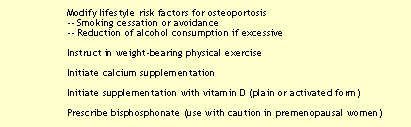 Modify lifestyle risk factors for osteoportosis
-- Smoking cessation or avoidance
-- Reduction of alcohol consumption if excessive
Instruct in weight-bearing physical exercise
Initiate calcium supplementation
Initiate supplementation with vitamin D (plain or activated form)
Prescribe bisphosphonate (use with caution in premenopausal women)